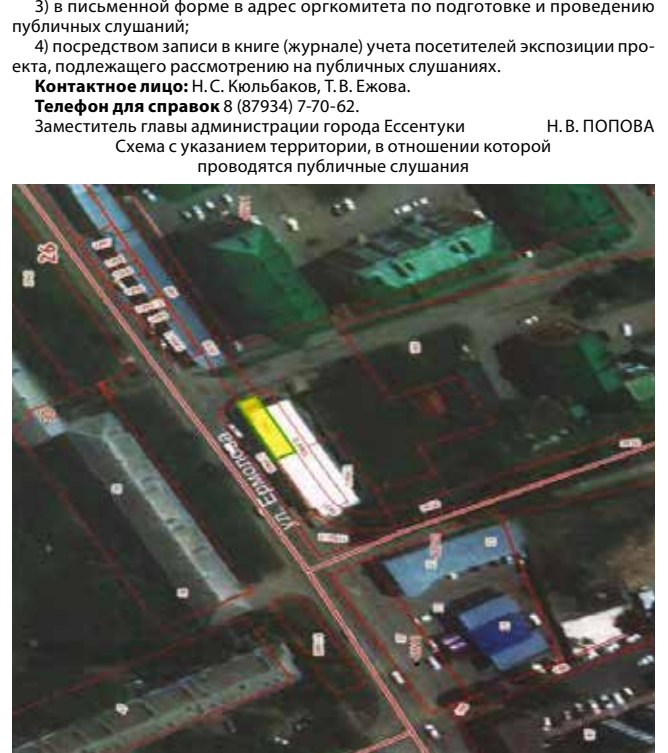 3) в письменной форме в адрес оргкомитета по подготовке и проведению
публичных слушаний;
4) посредством записи в книге (журнале) учета посетителей экспозиции про-
екта, подлежащего рассмотрению на публичных слушаниях.
Контактное лицо: Н. С. Кюльбаков, Т. В. Ежова.
Телефон для справок 8 (87934) 7-70-62.
Заместитель главы администрации города Ессентуки Н. В. ПОПОВА
Схема с указанием территории, в отношении которой
проводятся публичные слушания
26
ул. Ермолова